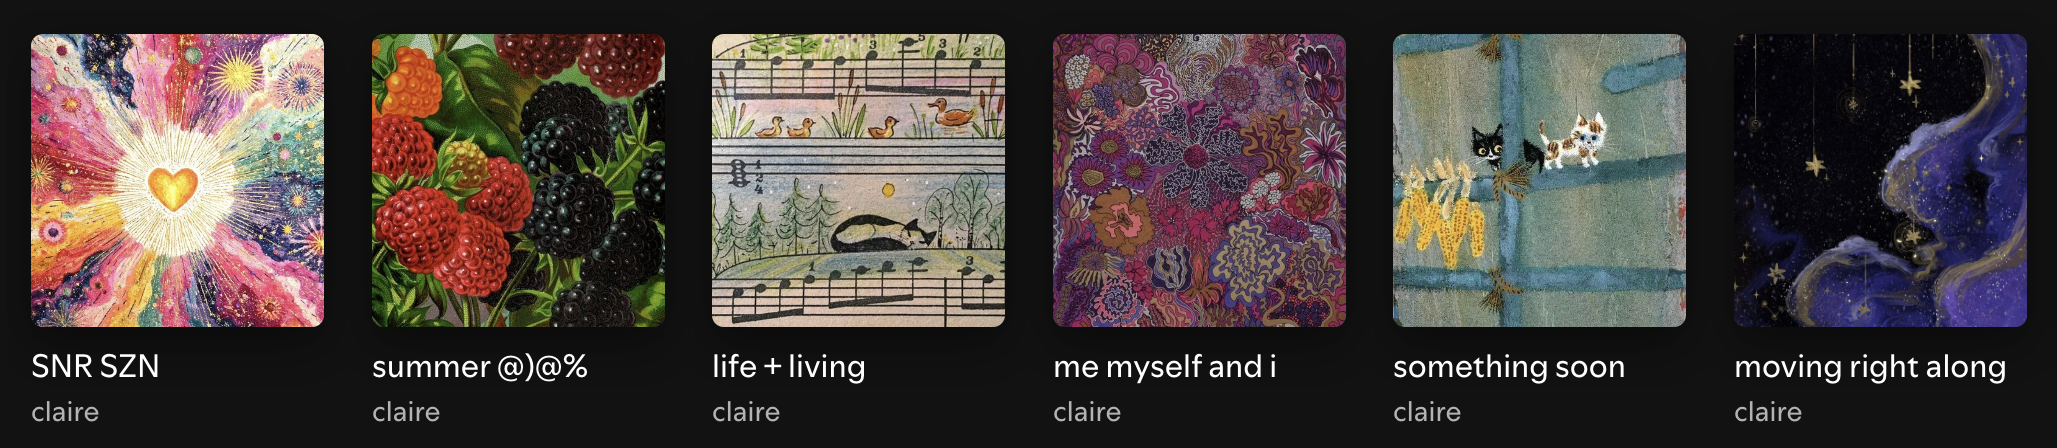 SNR SZN
claire
summer @)@%
claire
life + living
claire
me myself and i
claire
something soon
claire
moving right along
claire